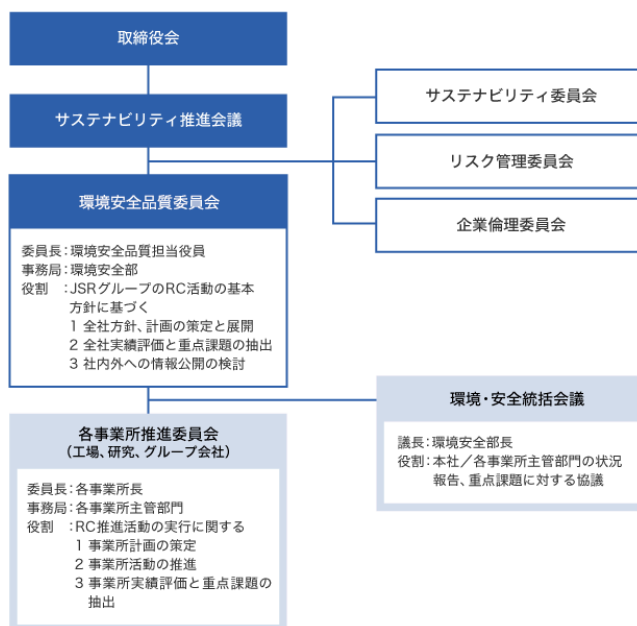 取締役会
サステナビリティ推進会議
サステナビリティ委員会
リスク管理委員会
企業倫理委員会
環境安全品質委員会
委員長：環境安全品質担当役員
事務局：環境安全部
役割　：JSRグループのRC活動の基本
方針に基づく
1 全社方針、計画の策定と展開
2 全社実績評価と重点課題の抽出
3 社内外への情報公開の検討
環境・安全統括会議
議長：環境安全部長
役割：本社／各事業所主管部門の状況
報告、重点課題に対する協議
各事業所推進委員会
（工場、研究、グループ会社）
委員長：各事業所長
事務局：各事業所主管部門
役割　：RC推進活動の実行に関する
1 事業所計画の策定
2 事業所活動の推進
3 事業所実績評価と重点課題の
抽出